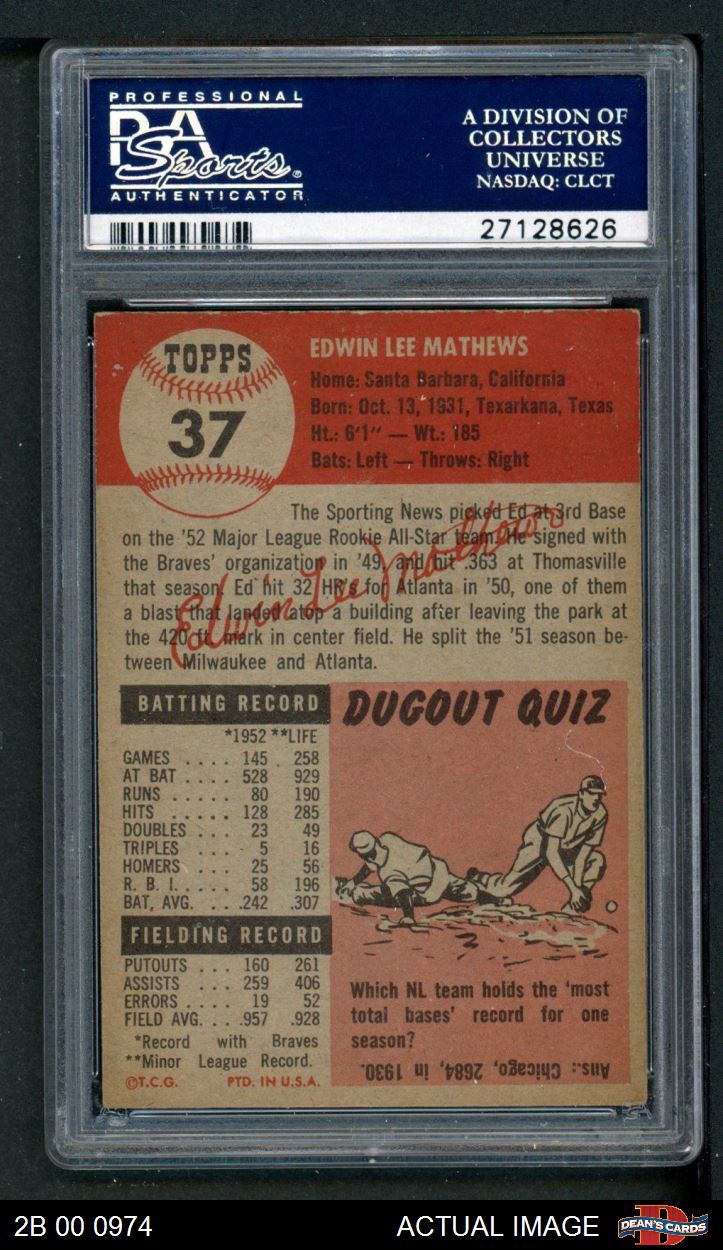 PROFESSIONAL
PSA
Sports®
AUTHENTICATOR
A DIVISION OF
COLLECTORS
UNIVERSE
NASDAQ: CLCT
27128626
TOPPS
37
EDWIN LEE MATHEWS
Home: Santa Barbara, California
Born: Oct. 13, 1931, Texarkana, Texas
Ht.: 6'1" — Wt.: 185
Bats: Left — Throws: Right
The Sporting News picked Ed at 3rd Base
on the '52 Major League Rookie All-Star team. He signed with
the Braves' organization in '49, and hit .363 at Thomasville
that season. Ed hit 32 HR's for Atlanta in '50, one of them
a blast that landed atop a building after leaving the park at
the 420 ft. mark in center field. He split the '51 season be-
tween Milwaukee and Atlanta.
Edwin Lee Mathews
BATTING RECORD
*1952 **LIFE
GAMES .... 145 258
AT BAT .... 528 929
RUNS ..... 80 190
HITS ..... 128 285
DOUBLES ... 23 49
TRIPLES ... 5 16
HOMERS ... 25 56
R. B. I. .... 58 196
BAT. AVG. ... .242 .307
FIELDING RECORD
PUTOUTS ... 160 261
ASSISTS ... 259 406
ERRORS ... 19 52
FIELD AVG. .. .957 .928
*Record with Braves
**Minor League Record.
©T.C.G. PTD. IN U.S.A.
DUGOUT QUIZ
Which NL team holds the 'most
total bases' record for one
season?
Ans.: Chicago, 2684, in 1930.
2B 00 0974
ACTUAL IMAGE
D
DEAN'S CARDS